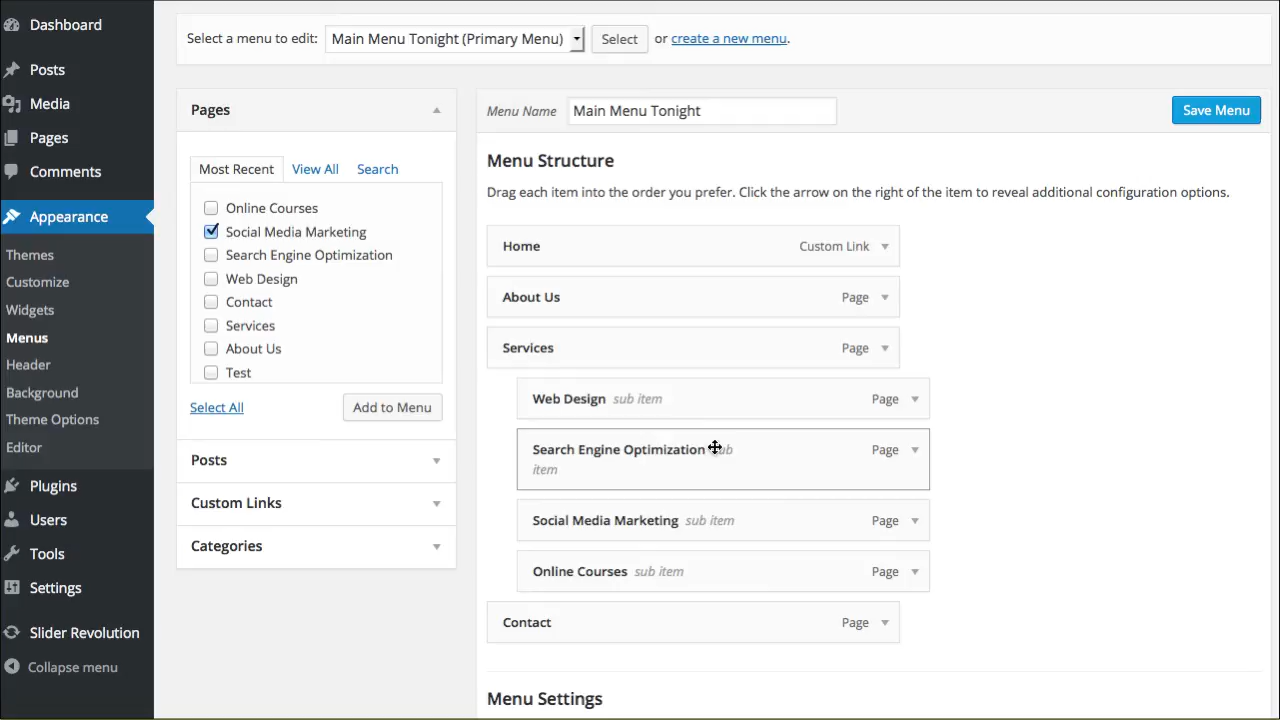 Dashboard
Posts
Media
Pages
Comments
Appearance
Themes
Customize
Widgets
Menus
Header
Background
Theme Options
Editor
Plugins
Users
Tools
Settings
Slider Revolution
Collapse menu
Select a menu to edit: Main Menu Tonight (Primary Menu) Select or create a new menu.
Pages
Most Recent View All Search
Online Courses
Social Media Marketing
Search Engine Optimization
Web Design
Contact
Services
About Us
Test
Select All Add to Menu
Posts
Custom Links
Categories
Menu Name Main Menu Tonight Save Menu
Menu Structure
Drag each item into the order you prefer. Click the arrow on the right of the item to reveal additional configuration options.
Home Custom Link
About Us Page
Services Page
Web Design sub item Page
Search Engine Optimization sub Page
item
Social Media Marketing sub item Page
Online Courses sub item Page
Contact Page
Menu Settings